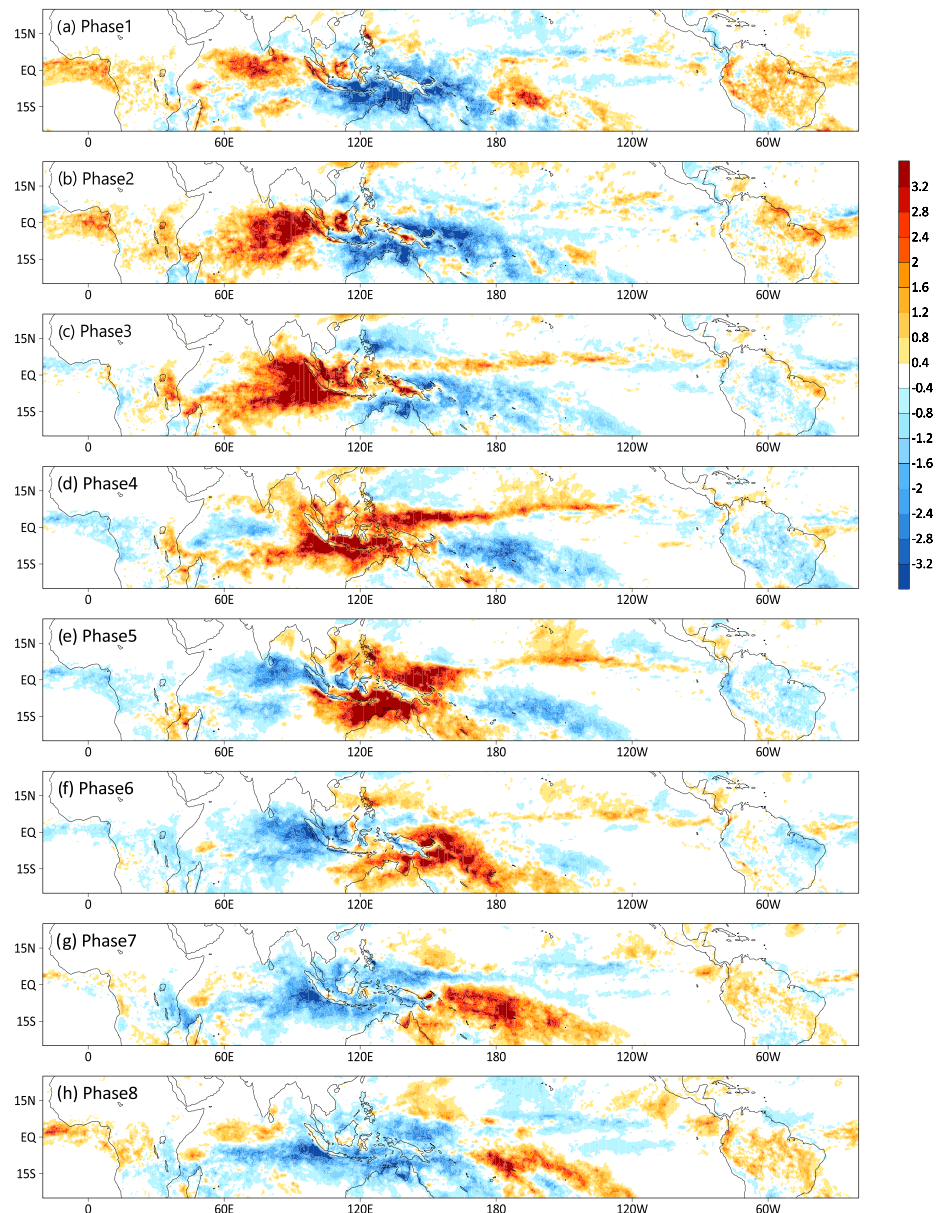 (a) Phase1
15N
EQ
15S
0 60E 120E 180 120W 60W
(b) Phase2
15N
EQ
15S
0 60E 120E 180 120W 60W
(c) Phase3
15N
EQ
15S
0 60E 120E 180 120W 60W
(d) Phase4
15N
EQ
15S
0 60E 120E 180 120W 60W
(e) Phase5
15N
EQ
15S
0 60E 120E 180 120W 60W
(f) Phase6
15N
EQ
15S
0 60E 120E 180 120W 60W
(g) Phase7
15N
EQ
15S
0 60E 120E 180 120W 60W
(h) Phase8
15N
EQ
15S
0 60E 120E 180 120W 60W
3.2
2.8
2.4
2
1.6
1.2
0.8
0.4
-0.4
-0.8
-1.2
-1.6
-2
-2.4
-2.8
-3.2